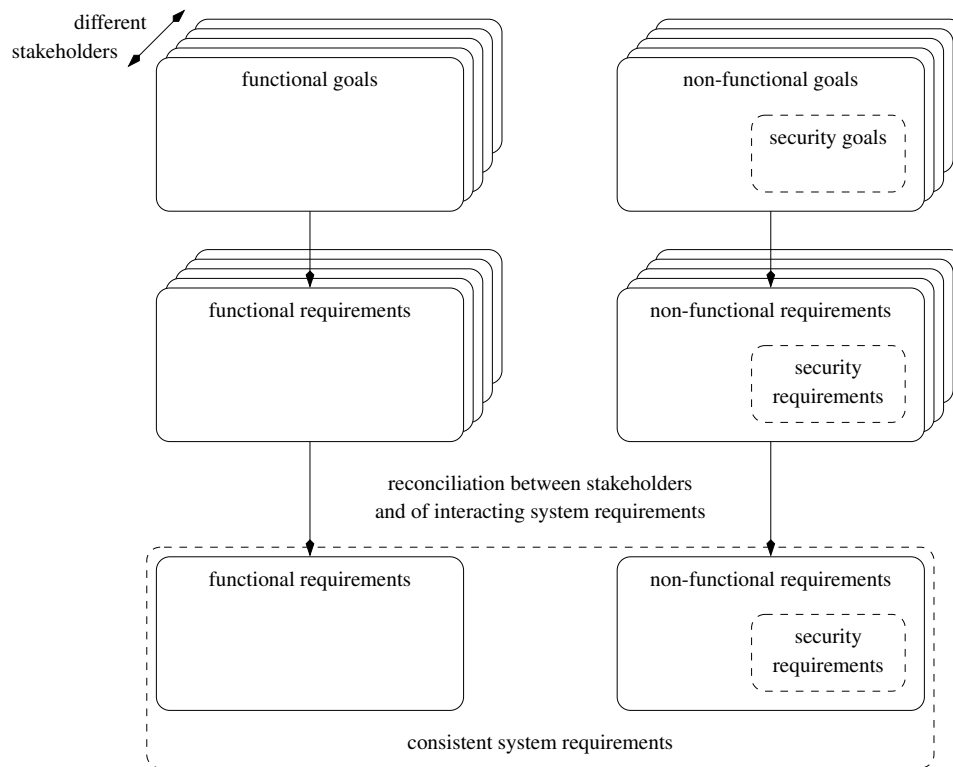 different
stakeholders
functional goals
non-functional goals
security goals
functional requirements
non-functional requirements
security
requirements
reconciliation between stakeholders
and of interacting system requirements
functional requirements
non-functional requirements
security
requirements
consistent system requirements